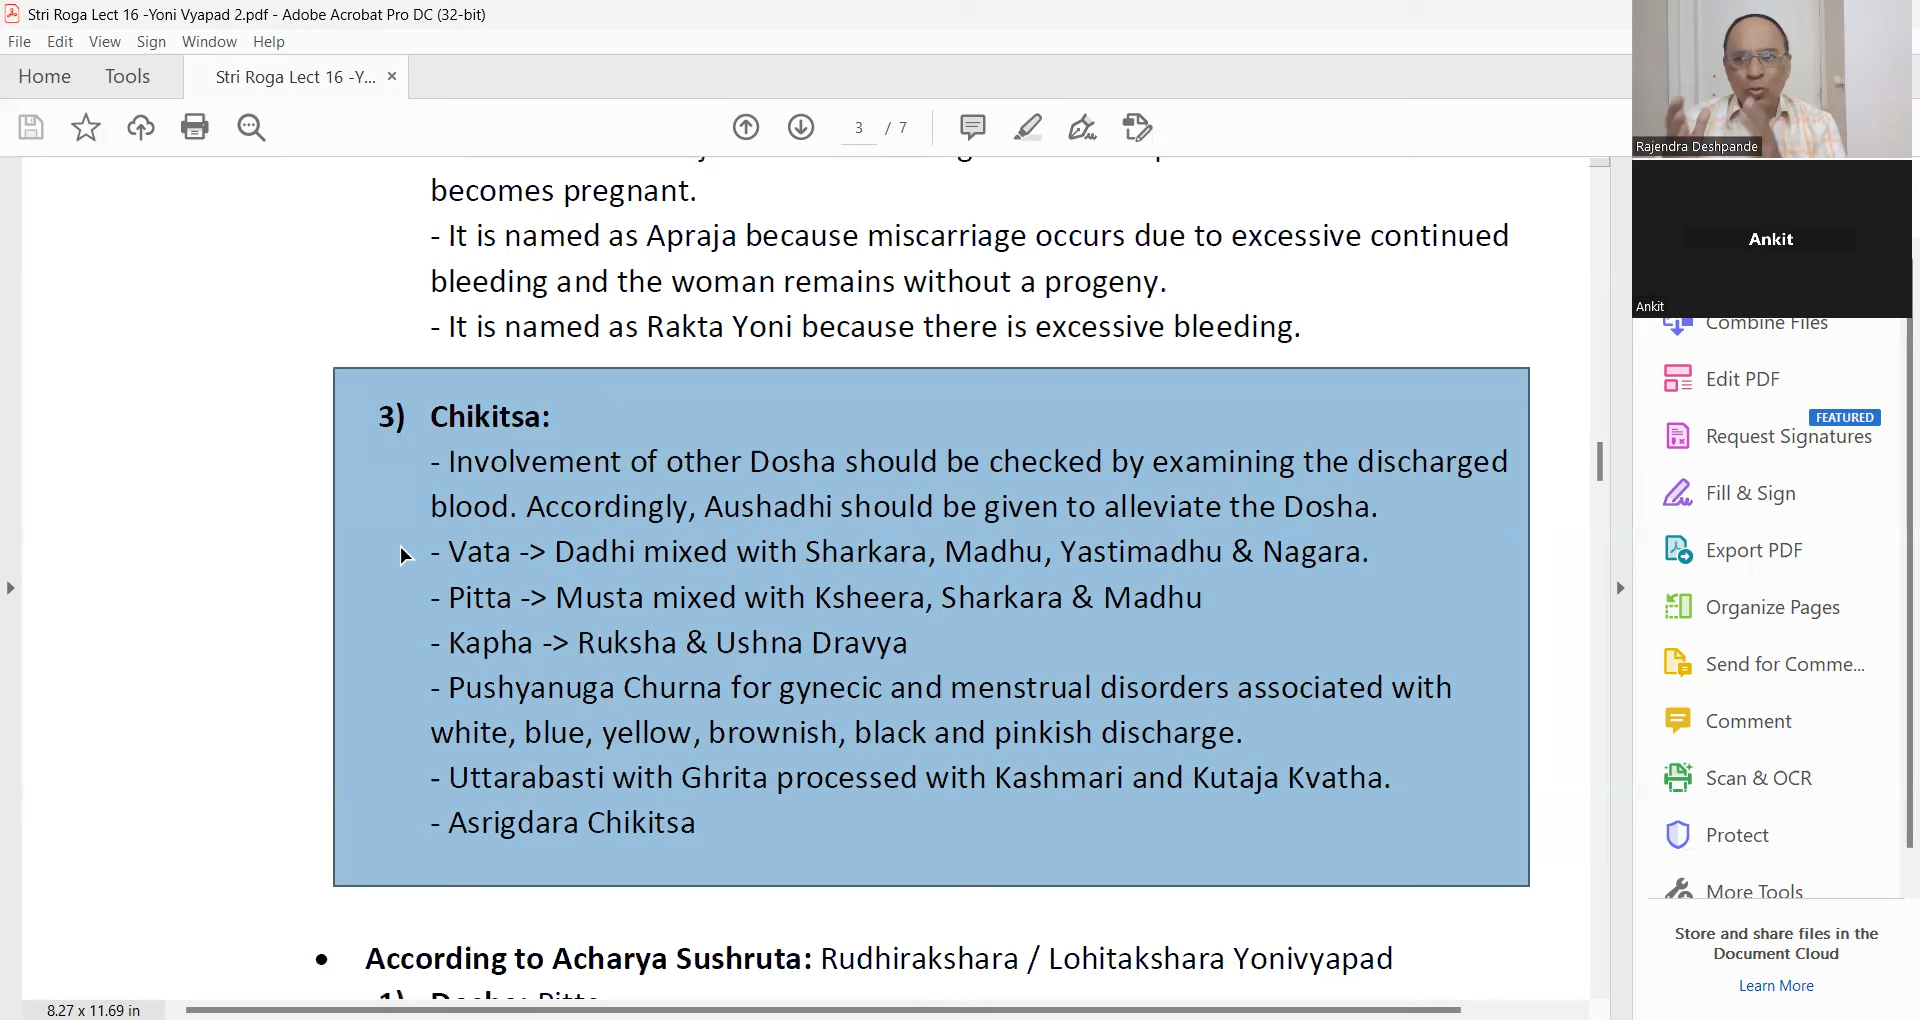 Stri Roga Lect 16 -Yoni Vyapad 2.pdf - Adobe Acrobat Pro DC (32-bit)
File Edit View Sign Window Help
Home Tools Stri Roga Lect 16 -Y... ×
3 / 7
becomes pregnant.
- It is named as Apraja because miscarriage occurs due to excessive continued
bleeding and the woman remains without a progeny.
- It is named as Rakta Yoni because there is excessive bleeding.
3) Chikitsa:
- Involvement of other Dosha should be checked by examining the discharged
blood. Accordingly, Aushadhi should be given to alleviate the Dosha.
- Vata -> Dadhi mixed with Sharkara, Madhu, Yastimadhu & Nagara.
- Pitta -> Musta mixed with Ksheera, Sharkara & Madhu
- Kapha -> Ruksha & Ushna Dravya
- Pushyanuga Churna for gynecic and menstrual disorders associated with
white, blue, yellow, brownish, black and pinkish discharge.
- Uttarabasti with Ghrita processed with Kashmari and Kutaja Kvatha.
- Asrigdara Chikitsa
• According to Acharya Sushruta: Rudhirakshara / Lohitakshara Yonivyapad
1) Dosha: Pitta
8.27 x 11.69 in
Rajendra Deshpande
Ankit
Ankit
Combine Files
Edit PDF
FEATURED
Request Signatures
Fill & Sign
Export PDF
Organize Pages
Send for Comme...
Comment
Scan & OCR
Protect
More Tools
Store and share files in the
Document Cloud
Learn More